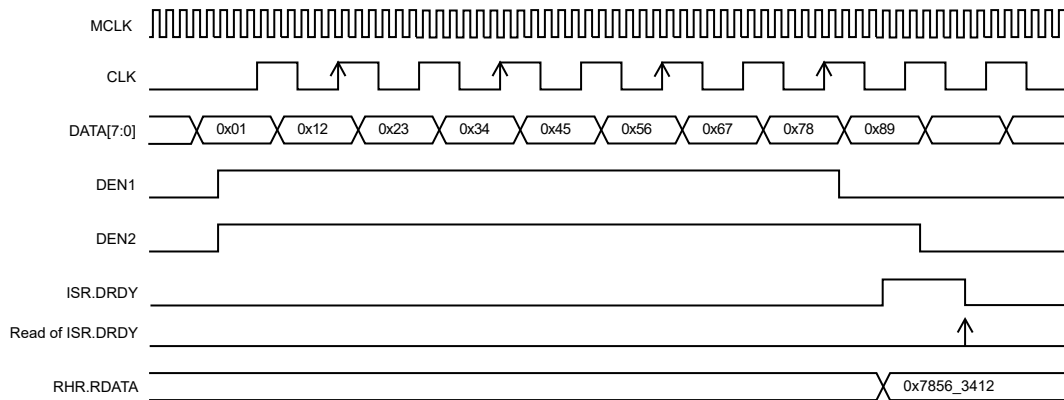 MCLK
CLK
DATA[7:0] 0x01 0x12 0x23 0x34 0x45 0x56 0x67 0x78 0x89
DEN1
DEN2
ISR.DRDY
Read of ISR.DRDY
RHR.RDATA 0x7856_3412